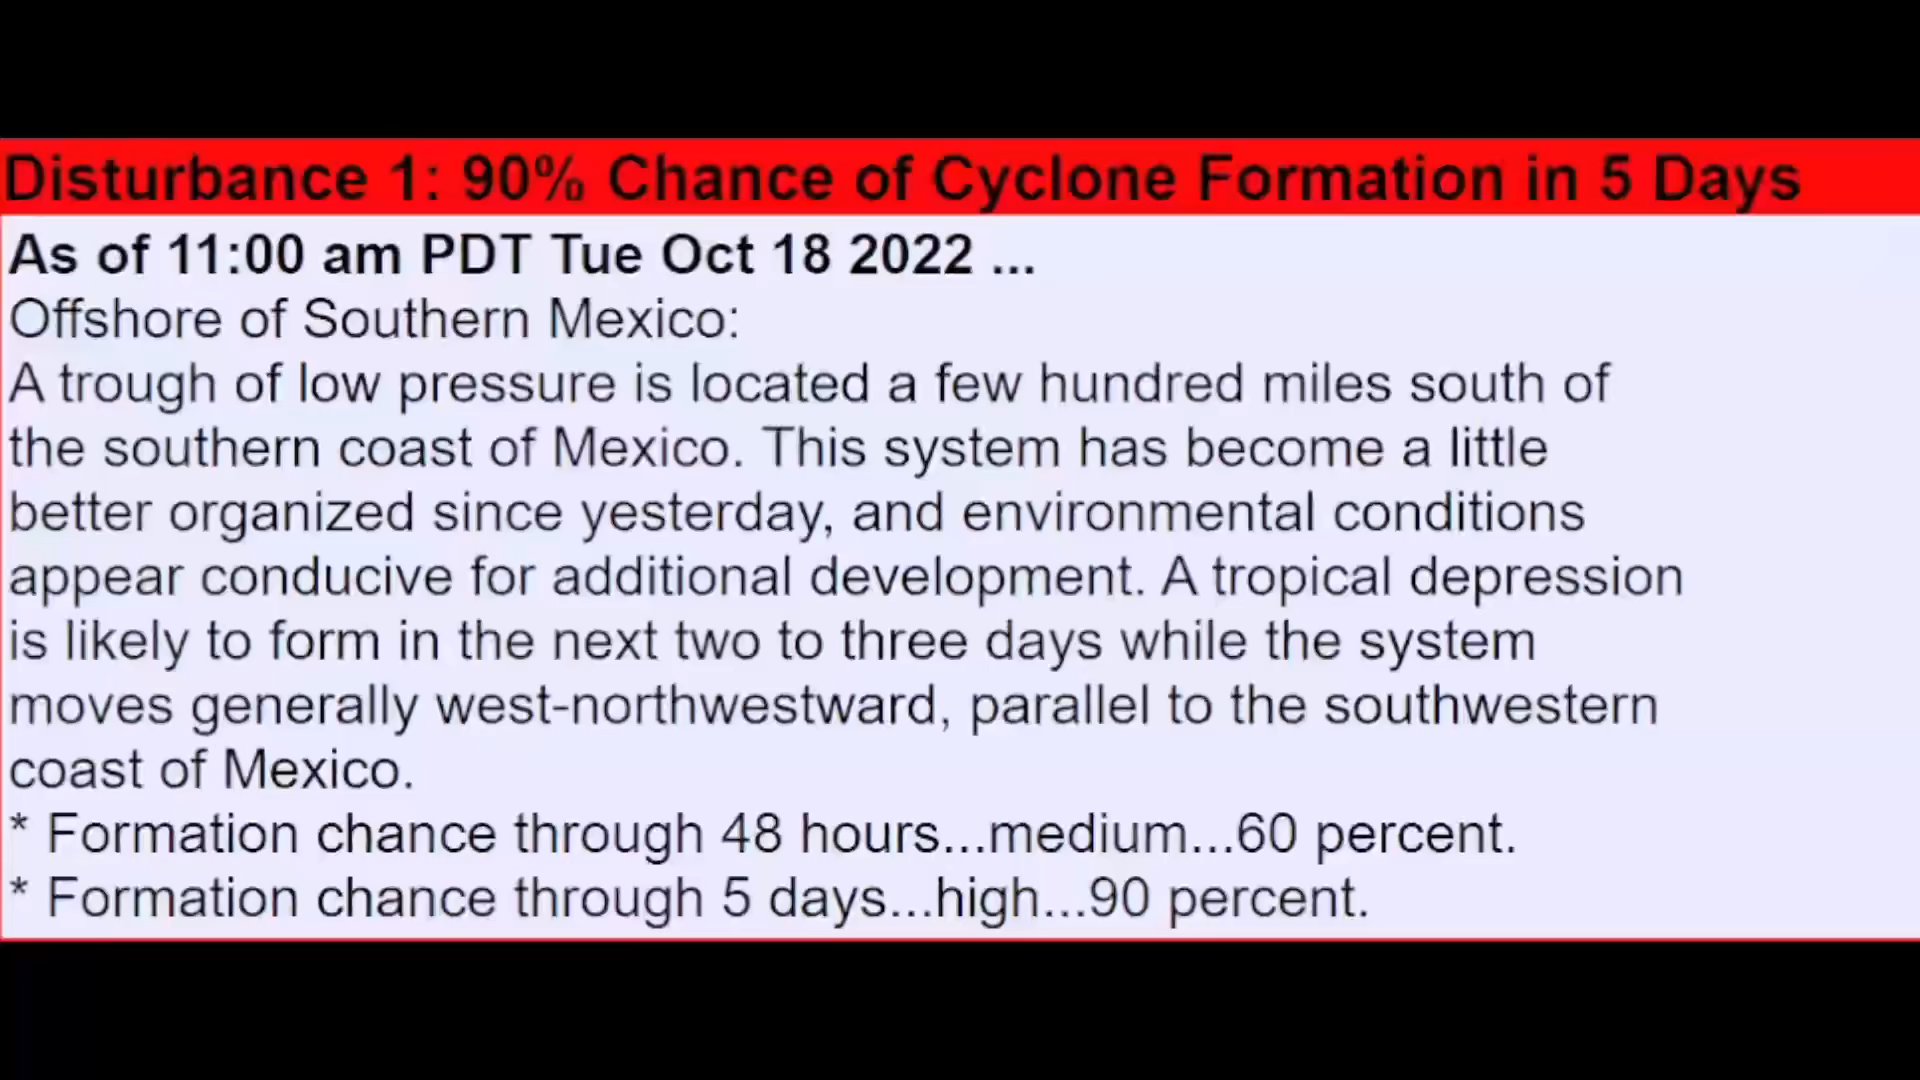 Disturbance 1: 90% Chance of Cyclone Formation in 5 Days
As of 11:00 am PDT Tue Oct 18 2022 ...
Offshore of Southern Mexico:
A trough of low pressure is located a few hundred miles south of
the southern coast of Mexico. This system has become a little
better organized since yesterday, and environmental conditions
appear conducive for additional development. A tropical depression
is likely to form in the next two to three days while the system
moves generally west-northwestward, parallel to the southwestern
coast of Mexico.
* Formation chance through 48 hours...medium...60 percent.
* Formation chance through 5 days...high...90 percent.